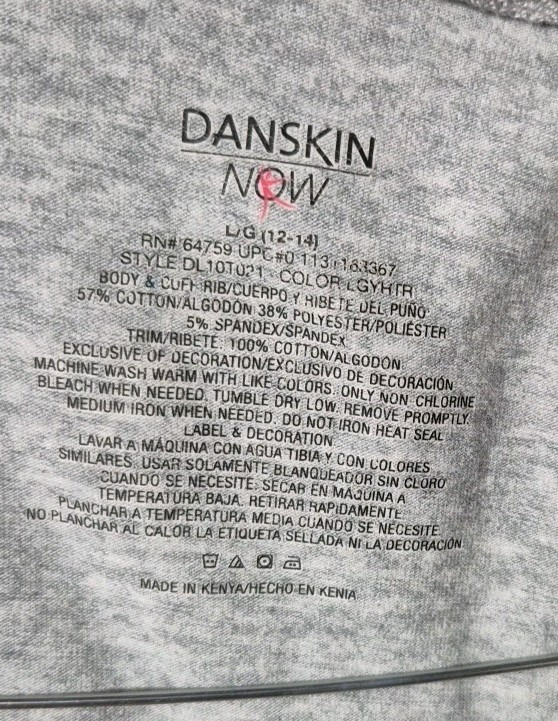 DANSKIN
NOW
L/G (12-14)
RN# 64759 UPC#0
STYLE DL10T021 COLOR LGYHTR
BODY & CUFF RIB/CUERPO Y RIBETE DEL PUÑO
57% COTTON/ALGODÓN 38% POLYESTER/POLIÉSTER
5% SPANDEX/SPANDEX
TRIM/RIBETE: 100% COTTON/ALGODÓN
EXCLUSIVE OF DECORATION/EXCLUSIVO DE DECORACIÓN
MACHINE WASH WARM WITH LIKE COLORS. ONLY NON CHLORINE
BLEACH WHEN NEEDED. TUMBLE DRY LOW. REMOVE PROMPTLY.
MEDIUM IRON WHEN NEEDED. DO NOT IRON HEAT SEAL
LABEL & DECORATION
LAVAR A MÁQUINA CON AGUA TIBIA Y CON COLORES
SIMILARES. USAR SOLAMENTE BLANQUEADOR SIN CLORO
CUANDO SE NECESITE. SECAR EN MÁQUINA A
TEMPERATURA BAJA. RETIRAR RÁPIDAMENTE.
PLANCHAR A TEMPERATURA MEDIA CUANDO SE NECESITE.
NO PLANCHAR AL CALOR LA ETIQUETA SELLADA NI LA DECORACIÓN
MADE IN KENYA/HECHO EN KENIA